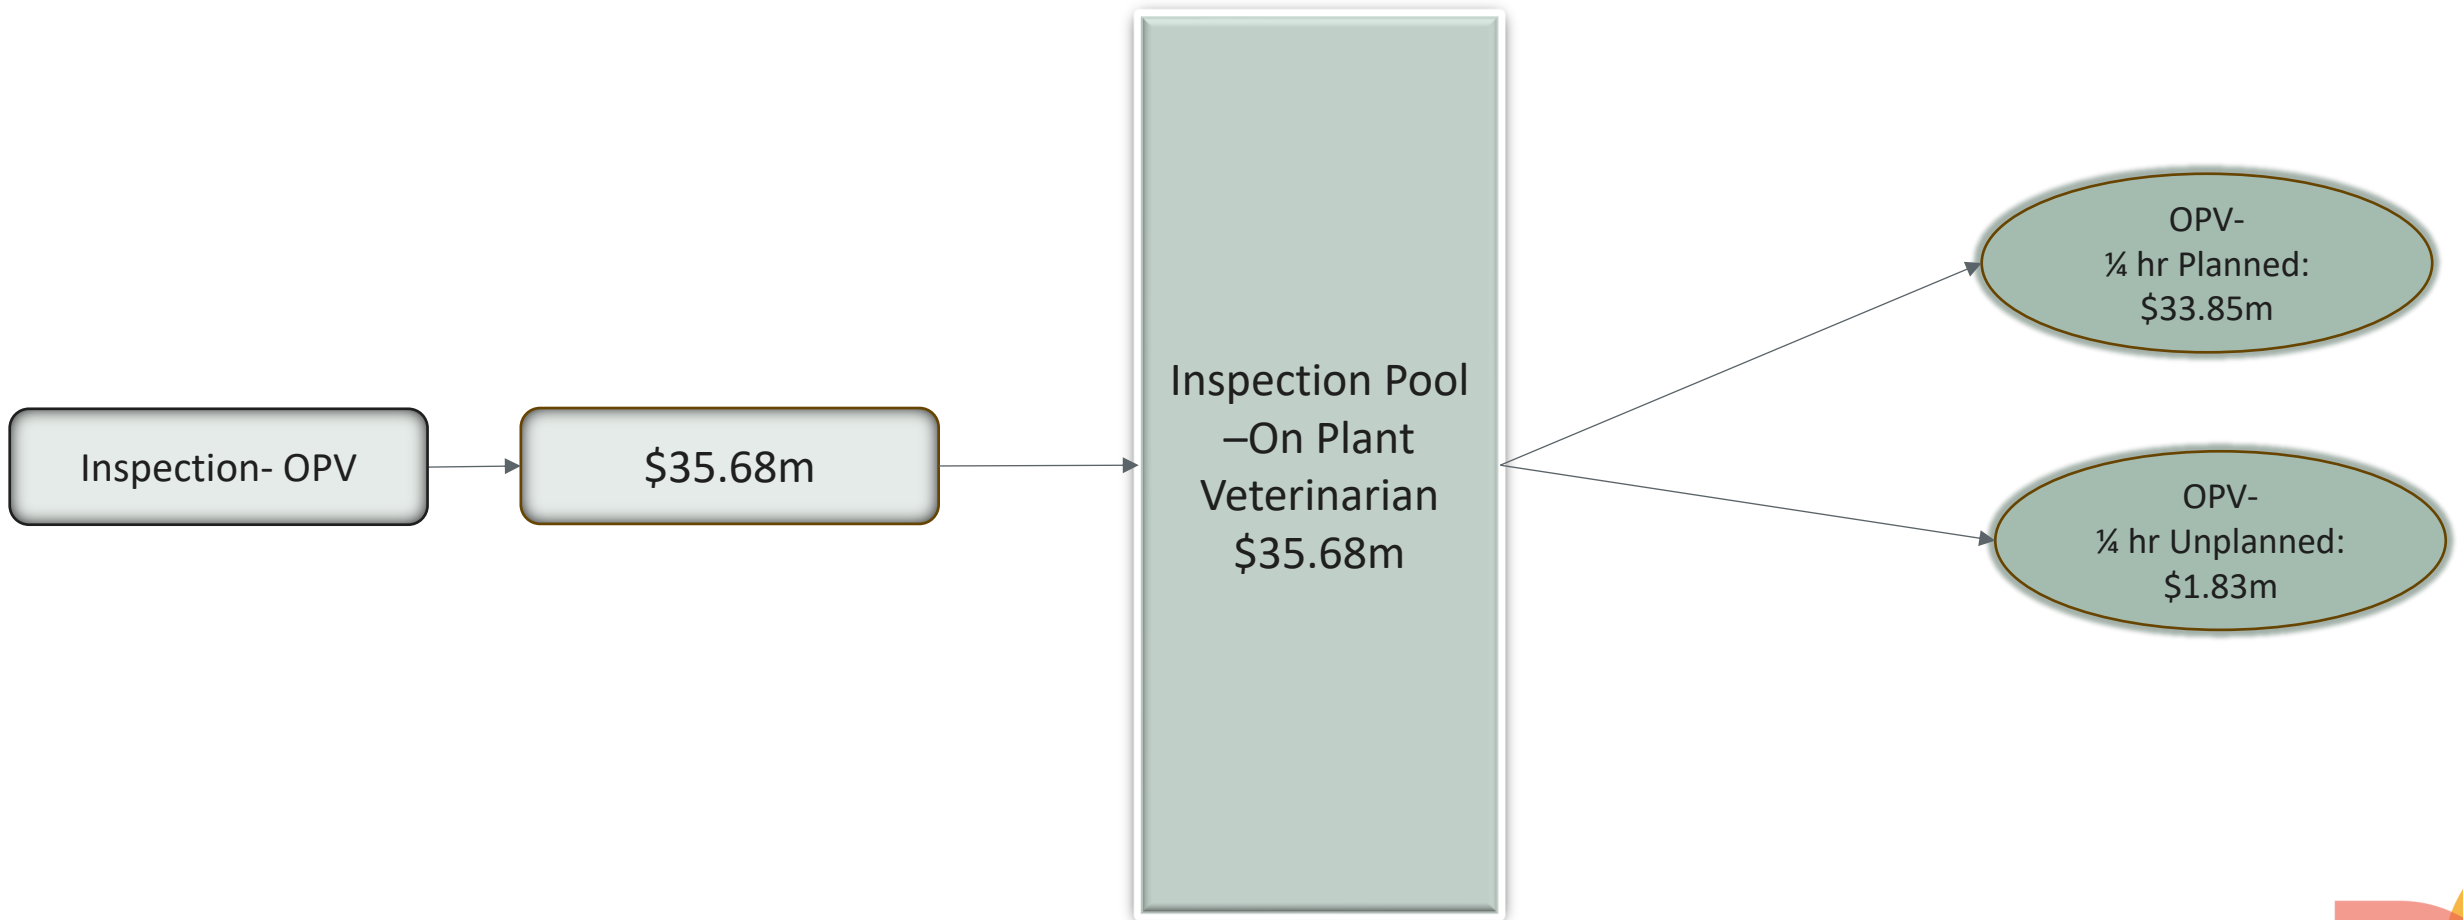 Inspection- OPV
$35.68m
Inspection Pool
–On Plant
Veterinarian
$35.68m
OPV-
¼ hr Planned:
$33.85m
OPV-
¼ hr Unplanned:
$1.83m